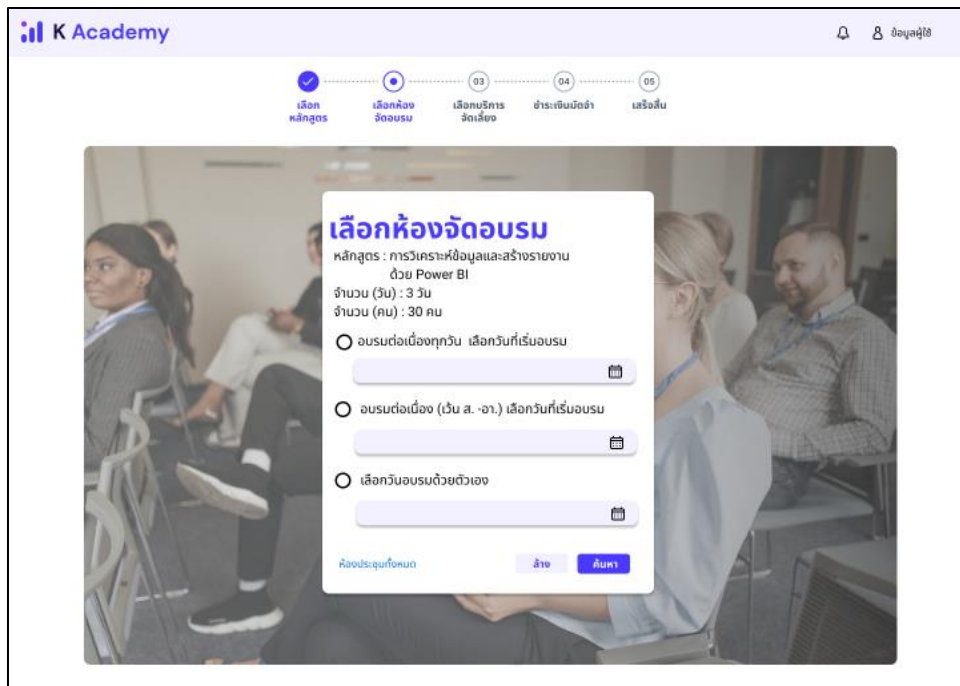 K Academy
ข้อมูลผู้ใช้
03
04
05
เลือก
หลักสูตร
เลือกห้อง
จัดอบรม
เลือกบริการ
จัดเลี้ยง
ชำระเงินมัดจำ
เสร็จสิ้น
เลือกห้องจัดอบรม
หลักสูตร : การวิเคราะห์ข้อมูลและสร้างรายงาน
ด้วย Power BI
จำนวน (วัน) : 3 วัน
จำนวน (คน) : 30 คน
อบรมต่อเนื่องทุกวัน เลือกวันที่เริ่มอบรม
อบรมต่อเนื่อง (เว้น ส. -อา.) เลือกวันที่เริ่มอบรม
เลือกวันอบรมด้วยตัวเอง
ห้องประชุมทั้งหมด
ล้าง
ค้นหา